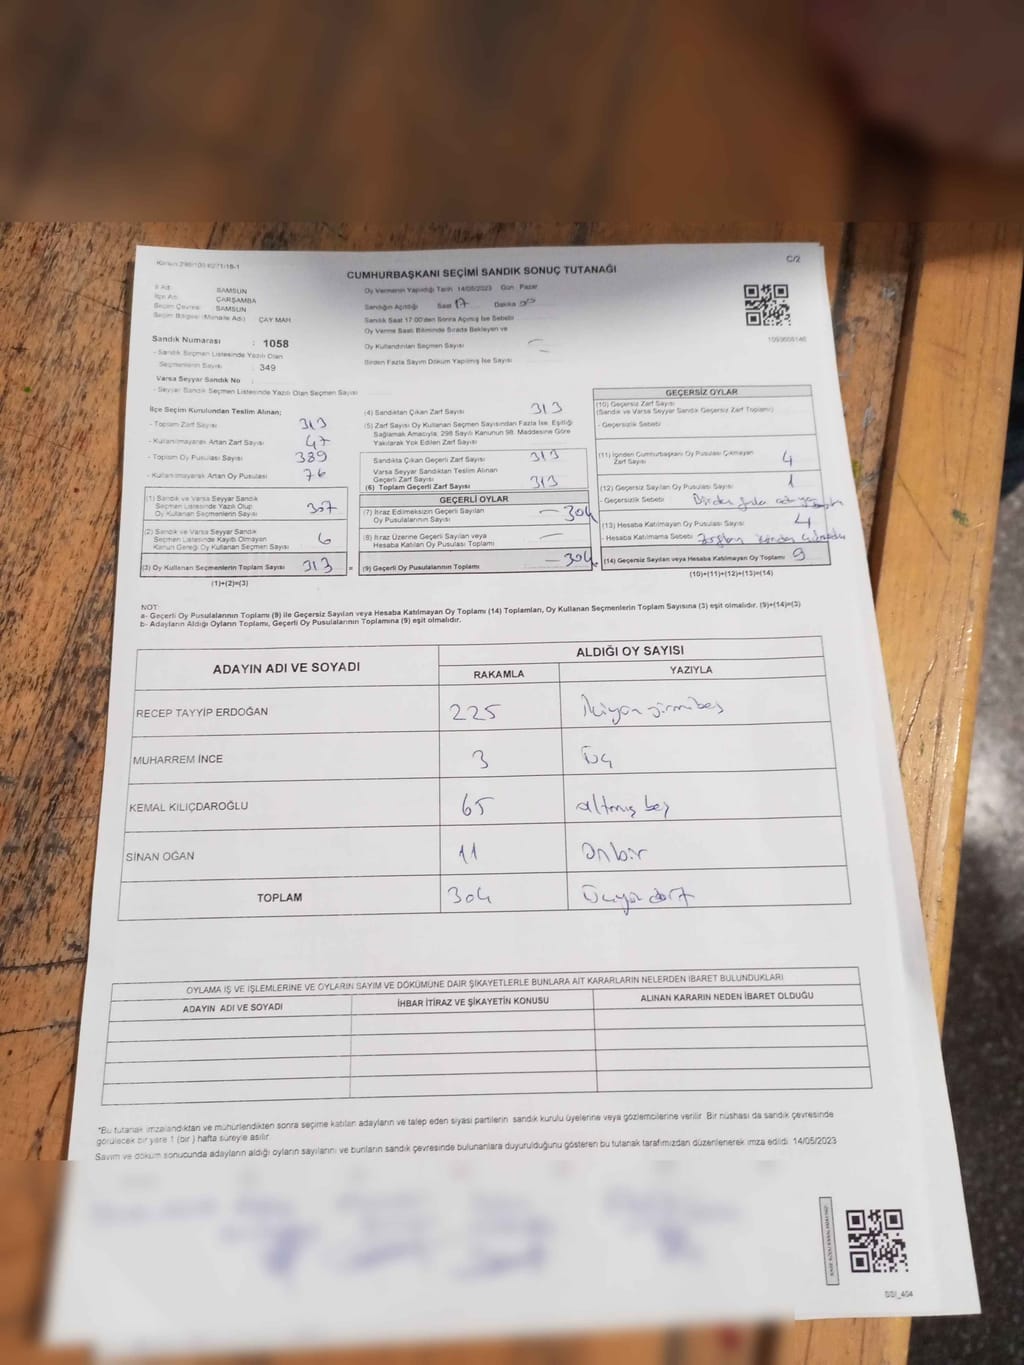 Kanun 298/105 6271/18-1
C/2
CUMHURBAŞKANI SEÇİMİ SANDIK SONUÇ TUTANAĞI
İl Adı : SAMSUN
İlçe Adı : ÇARŞAMBA
Seçim Çevresi : SAMSUN
Seçim Bölgesi (Mahalle Adı) : ÇAY MAH.
Oy Vermenin Yapıldığı Tarih 14/05/2023 Gün : Pazar
Sandığın Açıldığı Saat 17 Dakika
Sandık Saat 17:00'den Sonra Açılmış İse Sebebi
Oy Verme Saati Bitiminde Sırada Bekleyen ve
Oy Kullandırılan Seçmen Sayısı
Birden Fazla Sayım Döküm Yapılmış İse Sayısı
Sandık Numarası : 1058
- Sandık Seçmen Listesinde Yazılı Olan
Seçmenlerin Sayısı : 349
Varsa Seyyar Sandık No :
- Seyyar Sandık Seçmen Listesinde Yazılı Olan Seçmen Sayısı
İlçe Seçim Kurulundan Teslim Alınan;
- Toplam Zarf Sayısı 313
- Kullanılmayarak Artan Zarf Sayısı 47
- Toplam Oy Pusulası Sayısı 389
- Kullanılmayarak Artan Oy Pusulası 76
(1) Sandık ve Varsa Seyyar Sandık
Seçmen Listesinde Yazılı Olup
Oy Kullanan Seçmenlerin Sayısı 307
(2) Sandık ve Varsa Seyyar Sandık
Seçmen Listesinde Kayıtlı Olmayan
Kanun Gereği Oy Kullanan Seçmen Sayısı 6
(3) Oy Kullanan Seçmenlerin Toplam Sayısı 313 =
(1)+(2)=(3)
(4) Sandıktan Çıkan Zarf Sayısı 313
(5) Zarf Sayısı Oy Kullanan Seçmen Sayısından Fazla İse, Eşitliği
Sağlamak Amacıyla, 298 Sayılı Kanunun 98. Maddesine Göre
Yakılarak Yok Edilen Zarf Sayısı
Sandıkta Çıkan Geçerli Zarf Sayısı 313
Varsa Seyyar Sandıktan Teslim Alınan
Geçerli Zarf Sayısı
(6) Toplam Geçerli Zarf Sayısı 313
GEÇERLİ OYLAR
(7) İtiraz Edilmeksizin Geçerli Sayılan
Oy Pusulalarının Sayısı — 304
(8) İtiraz Üzerine Geçerli Sayılan veya
Hesaba Katılan Oy Pusulası Toplamı —
(9) Geçerli Oy Pusulalarının Toplamı — 304
GEÇERSİZ OYLAR
(10) Geçersiz Zarf Sayısı
(Sandık ve Varsa Seyyar Sandık Geçersiz Zarf Toplamı)
- Geçersizlik Sebebi
(11) İçinden Cumhurbaşkanı Oy Pusulası Çıkmayan
Zarf Sayısı 4
(12) Geçersiz Sayılan Oy Pusulası Sayısı 1
- Geçersizlik Sebebi Birden fazla
(13) Hesaba Katılmayan Oy Pusulası Sayısı 4
- Hesaba Katılmama Sebebi
(14) Geçersiz Sayılan veya Hesaba Katılmayan Oy Toplamı 9
(10)+(11)+(12)+(13)=(14)
NOT:
a- Geçerli Oy Pusulalarının Toplamı (9) ile Geçersiz Sayılan veya Hesaba Katılmayan Oy Toplamı (14) Toplamları, Oy Kullanan Seçmenlerin Toplam Sayısına (3) eşit olmalıdır. (9)+(14)=(3)
b- Adayların Aldığı Oyların Toplamı, Geçerli Oy Pusulalarının Toplamına (9) eşit olmalıdır.
ADAYIN ADI VE SOYADI
ALDIĞI OY SAYISI
RAKAMLA YAZIYLA
RECEP TAYYİP ERDOĞAN 225 ikiyüz yirmibeş
MUHARREM İNCE 3 Üç
KEMAL KILIÇDAROĞLU 65 altmış beş
SİNAN OĞAN 11 Onbir
TOPLAM 304 Üçyüz dört
OYLAMA İŞ VE İŞLEMLERİNE VE OYLARIN SAYIM VE DÖKÜMÜNE DAİR ŞİKAYETLERLE BUNLARA AİT KARARLARIN NELERDEN İBARET BULUNDUKLARI
ADAYIN ADI VE SOYADI İHBAR İTİRAZ VE ŞİKAYETİN KONUSU ALINAN KARARIN NEDEN İBARET OLDUĞU
*Bu tutanak imzalandıktan ve mühürlendikten sonra seçime katılan adayların ve talep eden siyasi partilerin sandık kurulu üyelerine veya gözlemcilerine verilir. Bir nüshası da sandık çevresinde
görülecek bir yere 1 (bir ) hafta süreyle asılır.
Sayım ve döküm sonucunda adayların aldığı oyların sayılarını ve bunların sandık çevresinde bulunanlara duyurulduğunu gösteren bu tutanak tarafımızdan düzenlenerek imza edildi. 14/05/2023
SSI_404